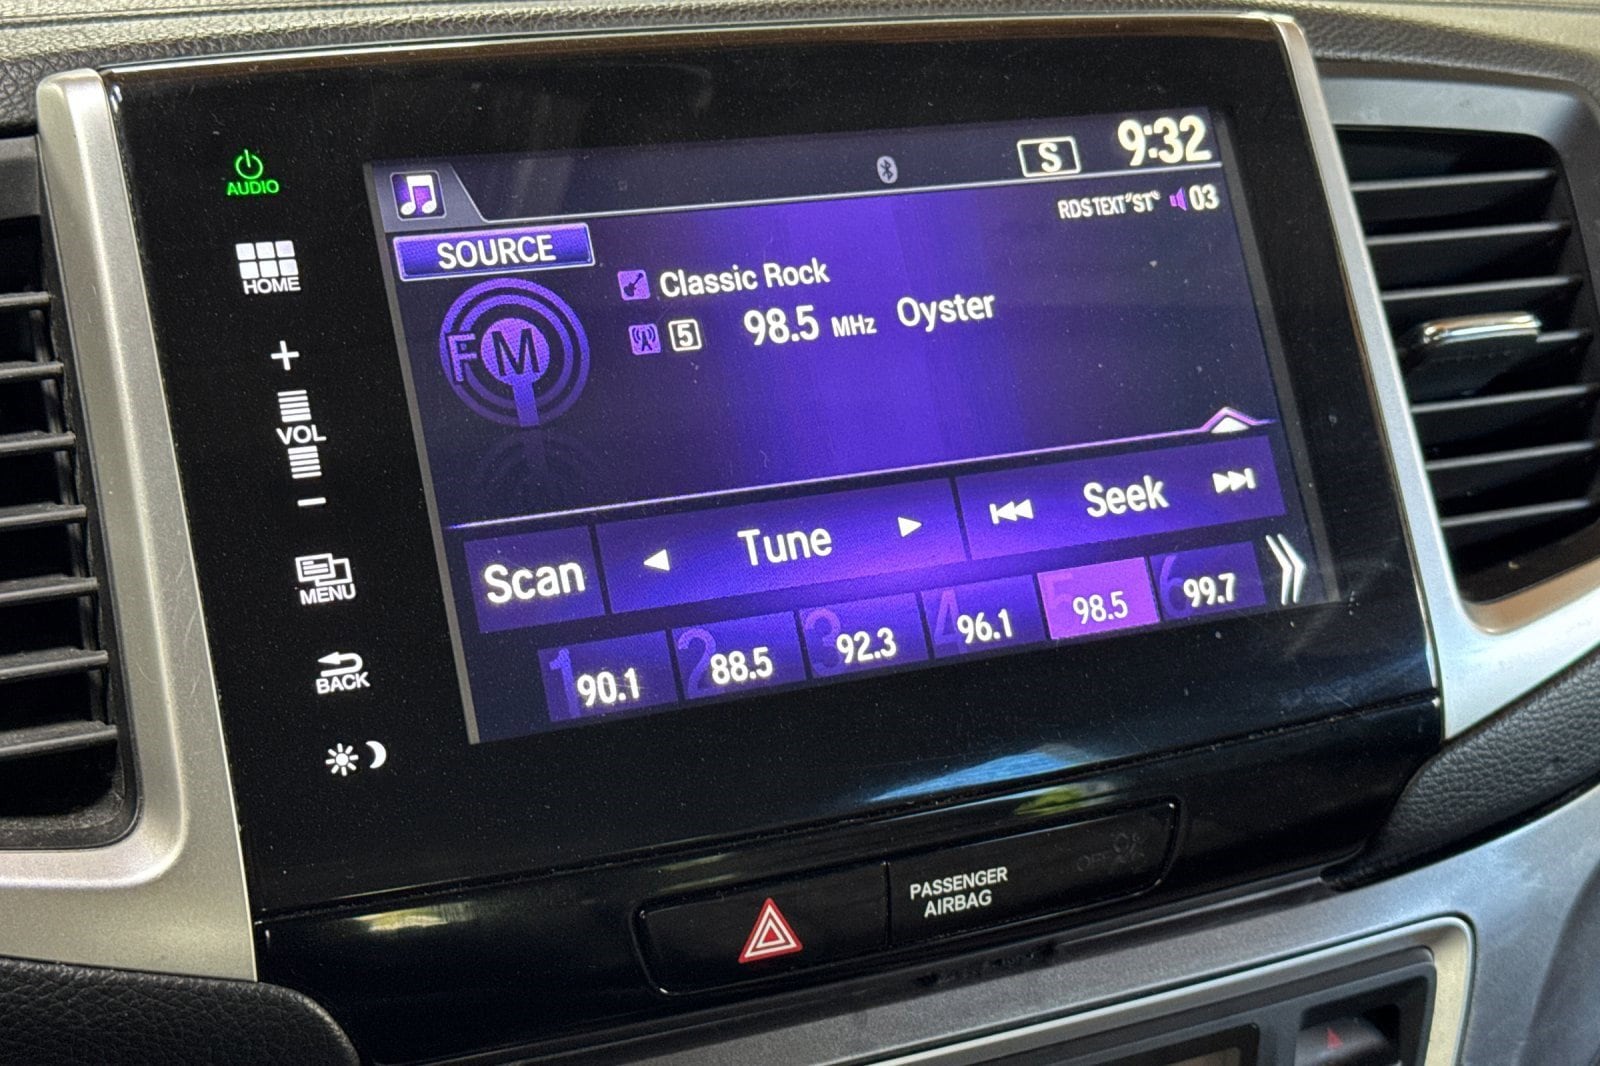 AUDIO
HOME
+
VOL
-
MENU
BACK
S 9:32
RDS TEXT "ST" 03
SOURCE
FM
Classic Rock
5 98.5 MHz Oyster
Scan Tune Seek
1 90.1 2 88.5 3 92.3 4 96.1 5 98.5 6 99.7
PASSENGER
AIRBAG
OFF